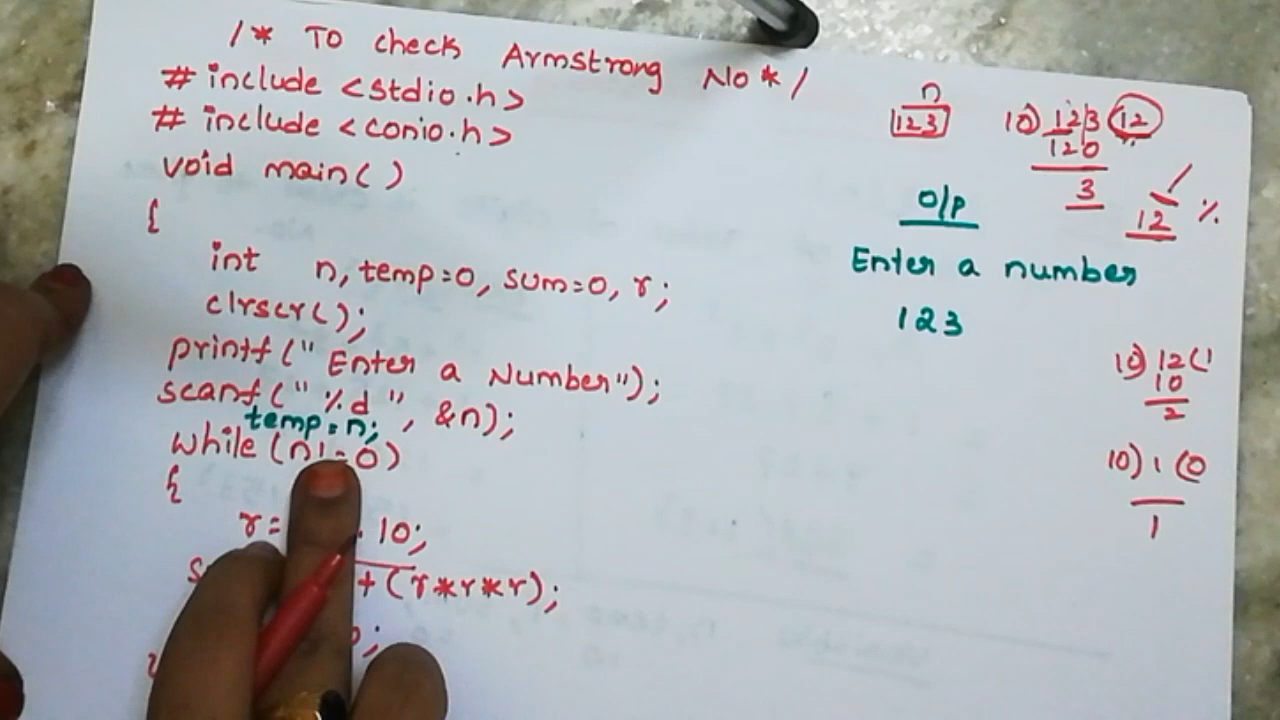 /* To check Armstrong No */
# include <stdio.h>
# include <conio.h>
void main()
{
int n, temp=0, sum=0, r;
clrscr();
printf(" Enter a Number");
scanf(" %d ", &n);
temp=n;
while (n!=0)
{
r= 10;
+ (r*r*r);
;
n
123
10) 123 (12
120
3
12 %
O/P
Enter a number
123
10) 12 (1
10
2
10) 1 (0
1